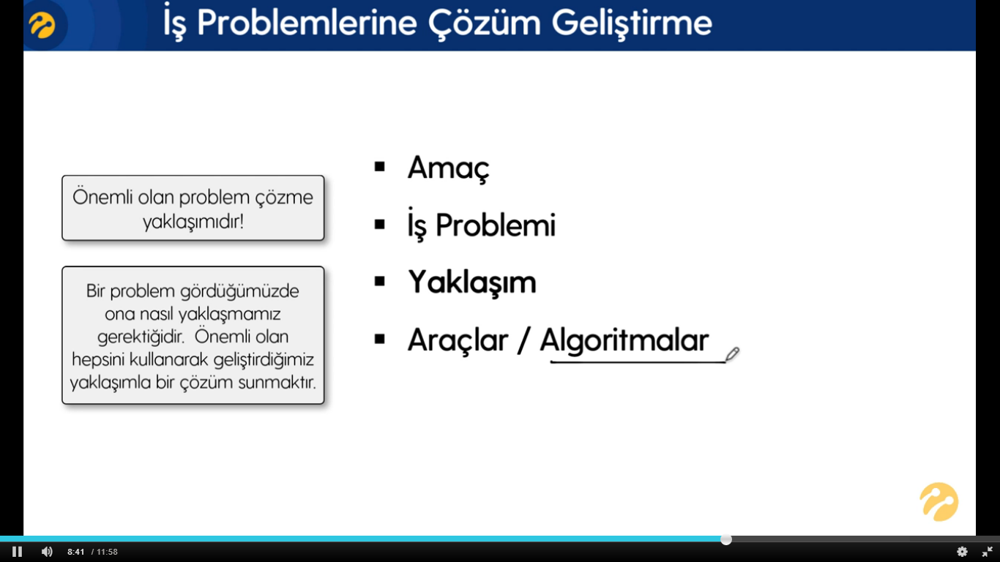 İş Problemlerine Çözüm Geliştirme
Önemli olan problem çözme
yaklaşımıdır!
Bir problem gördüğümüzde
ona nasıl yaklaşmamız
gerektiğidir. Önemli olan
hepsini kullanarak geliştirdiğimiz
yaklaşımla bir çözüm sunmaktır.
▪ Amaç
▪ İş Problemi
▪ Yaklaşım
▪ Araçlar / Algoritmalar
8:41 / 11:58